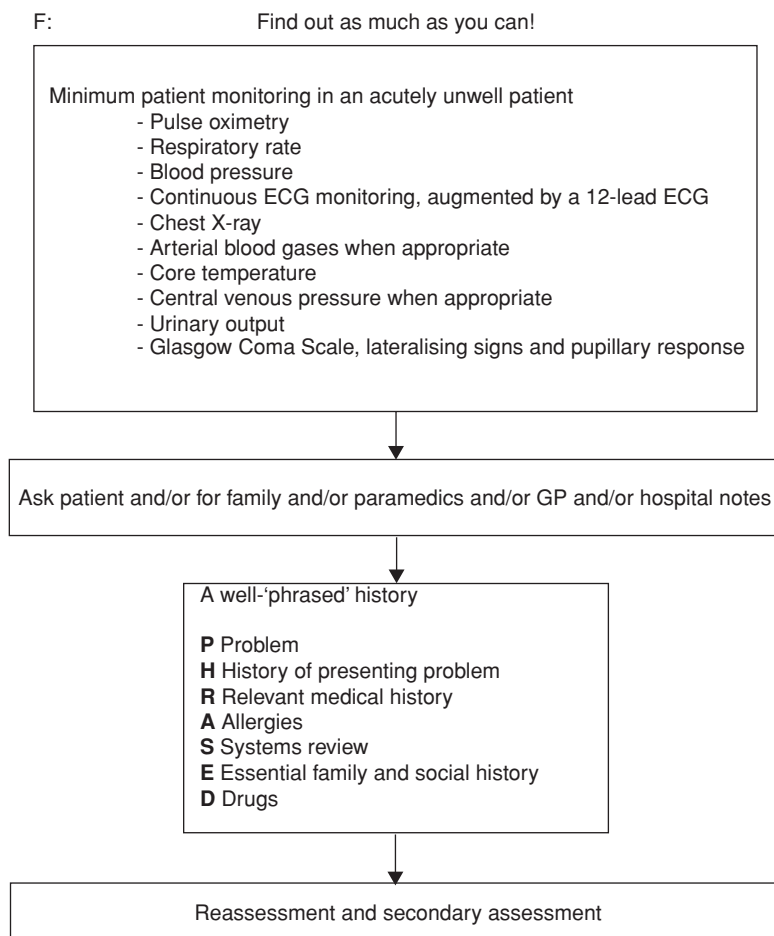 F: Find out as much as you can!
Minimum patient monitoring in an acutely unwell patient
- Pulse oximetry
- Respiratory rate
- Blood pressure
- Continuous ECG monitoring, augmented by a 12-lead ECG
- Chest X-ray
- Arterial blood gases when appropriate
- Core temperature
- Central venous pressure when appropriate
- Urinary output
- Glasgow Coma Scale, lateralising signs and pupillary response
Ask patient and/or for family and/or paramedics and/or GP and/or hospital notes
A well-‘phrased’ history
P Problem
H History of presenting problem
R Relevant medical history
A Allergies
S Systems review
E Essential family and social history
D Drugs
Reassessment and secondary assessment